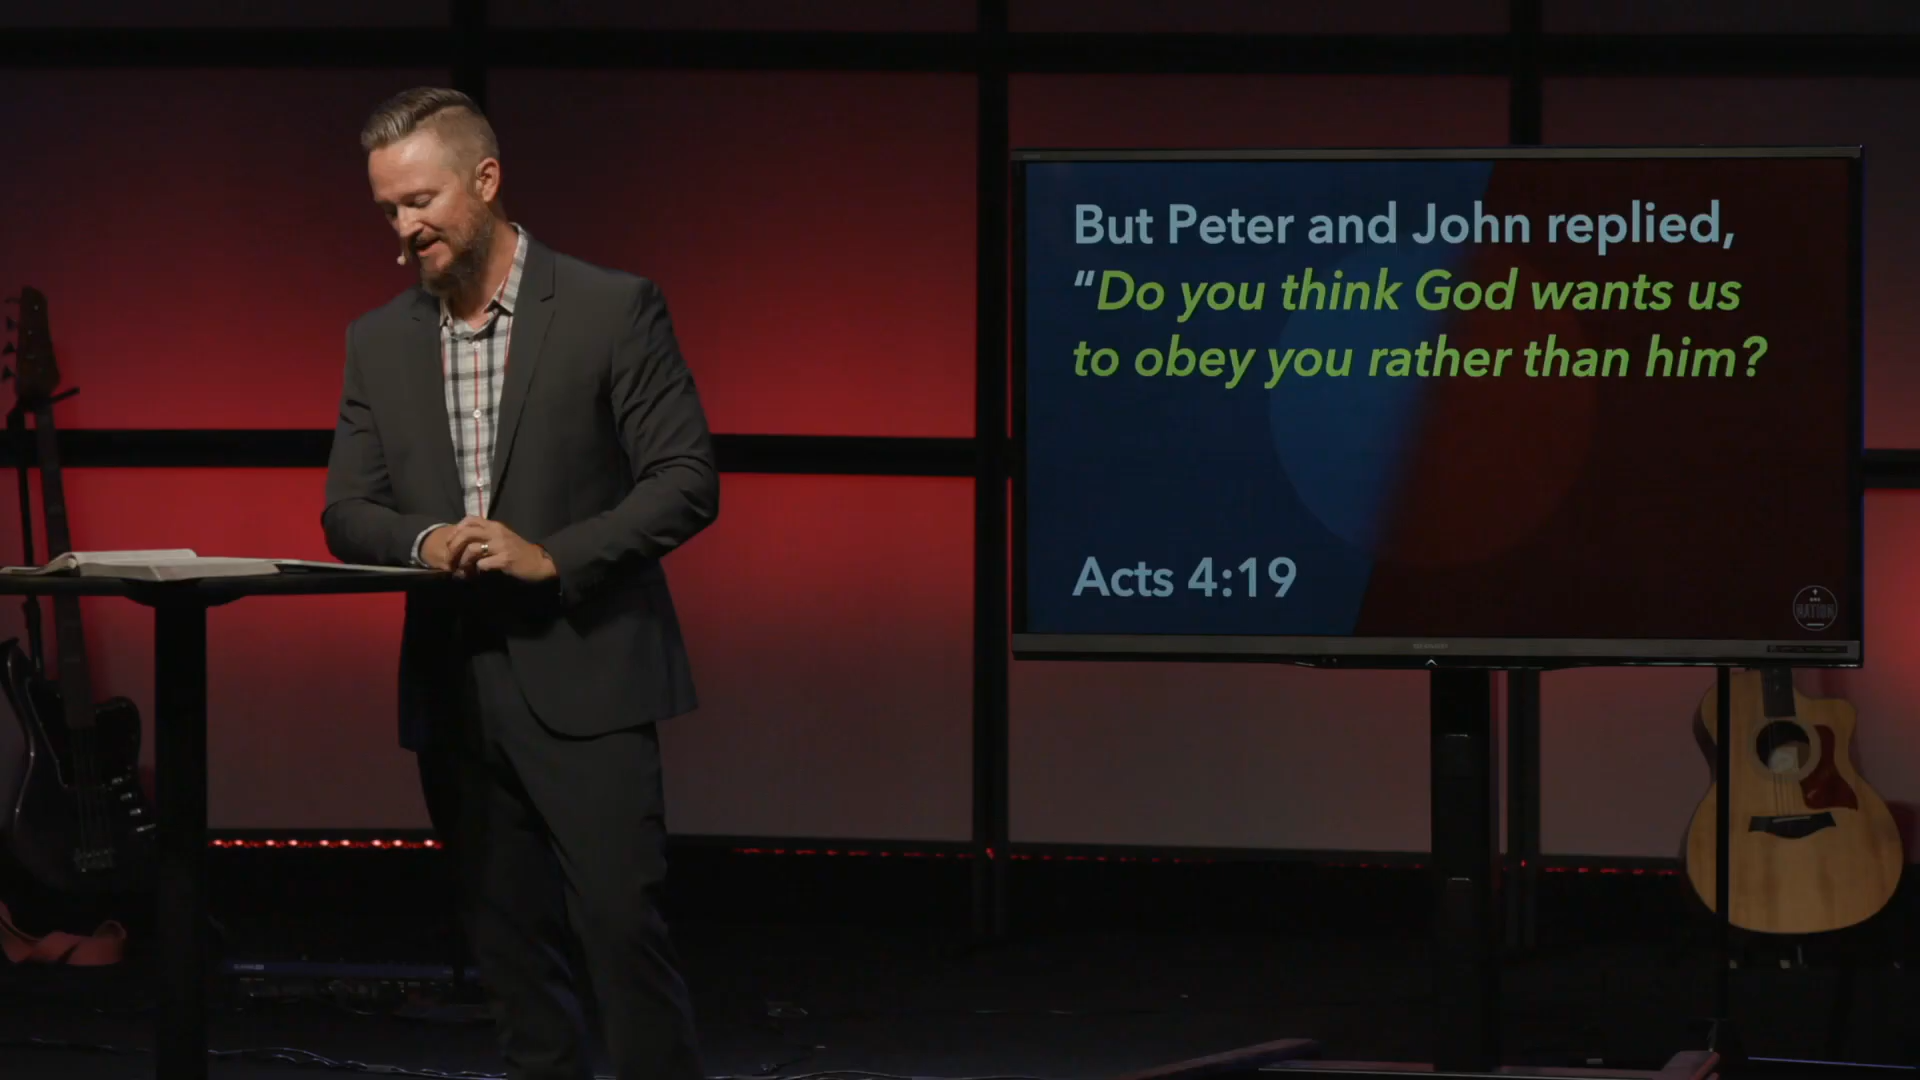 But Peter and John replied,
“Do you think God wants us
to obey you rather than him?
Acts 4:19
NATION